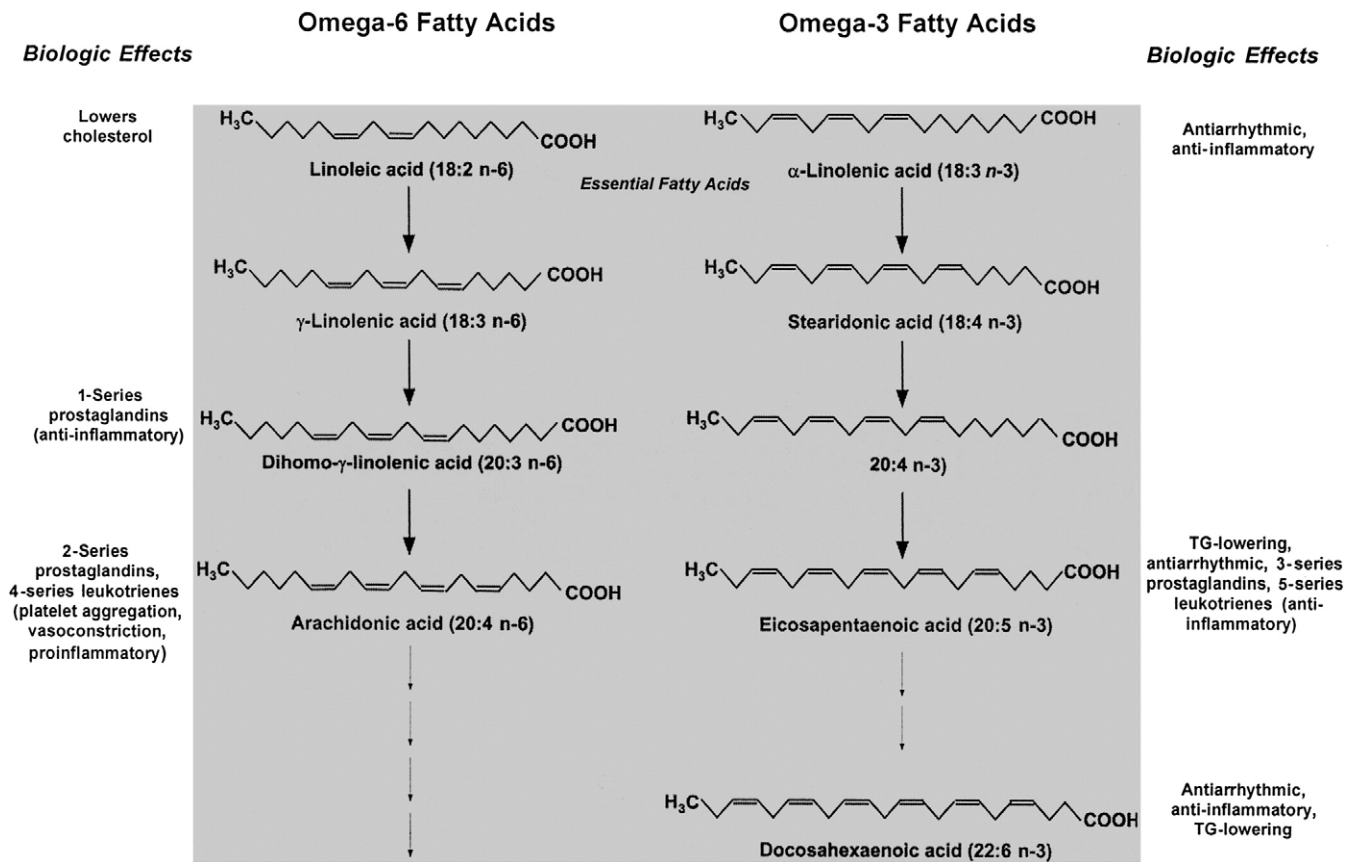 Omega-6 Fatty Acids
Omega-3 Fatty Acids
Biologic Effects
Biologic Effects
Lowers
cholesterol
H₃C
COOH
Linoleic acid (18:2 n-6)
Essential Fatty Acids
H₃C
COOH
α-Linolenic acid (18:3 n-3)
Antiarrhythmic,
anti-inflammatory
H₃C
COOH
γ-Linolenic acid (18:3 n-6)
H₃C
COOH
Stearidonic acid (18:4 n-3)
1-Series
prostaglandins
(anti-inflammatory)
H₃C
COOH
Dihomo-γ-linolenic acid (20:3 n-6)
H₃C
COOH
20:4 n-3)
2-Series
prostaglandins,
4-series leukotrienes
(platelet aggregation,
vasoconstriction,
proinflammatory)
H₃C
COOH
Arachidonic acid (20:4 n-6)
H₃C
COOH
Eicosapentaenoic acid (20:5 n-3)
TG-lowering,
antiarrhythmic, 3-series
prostaglandins, 5-series
leukotrienes (anti-
inflammatory)
H₃C
COOH
Docosahexaenoic acid (22:6 n-3)
Antiarrhythmic,
anti-inflammatory,
TG-lowering